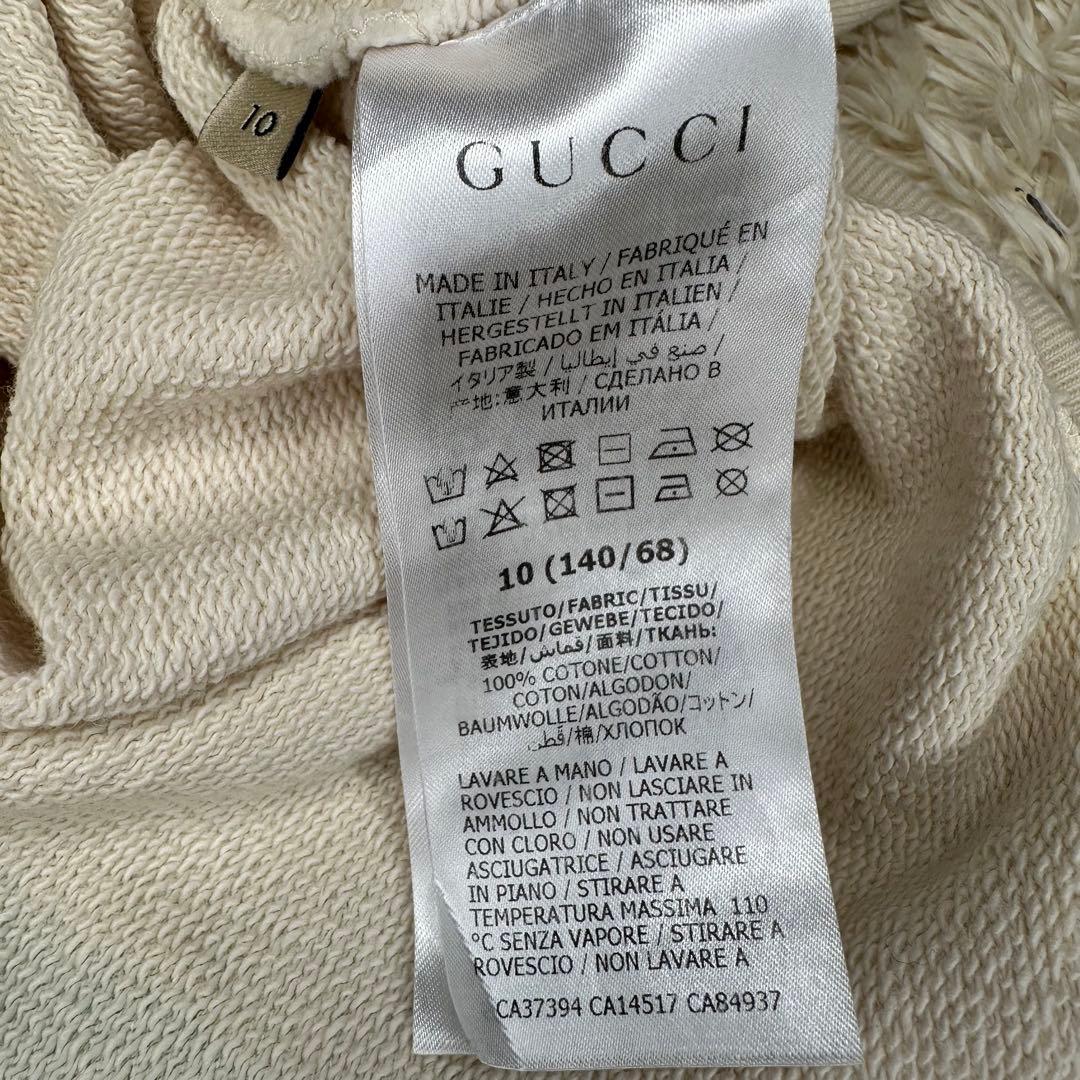 10
GUCCI
MADE IN ITALY / FABRIQUÉ EN
ITALIE / HECHO EN ITALIA /
HERGESTELLT IN ITALIEN /
FABRICADO EM ITÁLIA /
イタリア製 / صنع في إيطاليا /
产地:意大利 / СДЕЛАНО В
ИТАЛИИ
10 (140/68)
TESSUTO/FABRIC/TISSU/
TEJIDO/GEWEBE/TECIDO/
表地/قماش/面料/ТКАНЬ:
100% COTONE/COTTON/
COTON/ALGODON/
BAUMWOLLE/ALGODÃO/コットン/
قطن/棉/ХЛОПОК
LAVARE A MANO / LAVARE A
ROVESCIO / NON LASCIARE IN
AMMOLLO / NON TRATTARE
CON CLORO / NON USARE
ASCIUGATRICE / ASCIUGARE
IN PIANO / STIRARE A
TEMPERATURA MASSIMA 110
°C SENZA VAPORE / STIRARE A
ROVESCIO / NON LAVARE A
CA37394 CA14517 CA84937